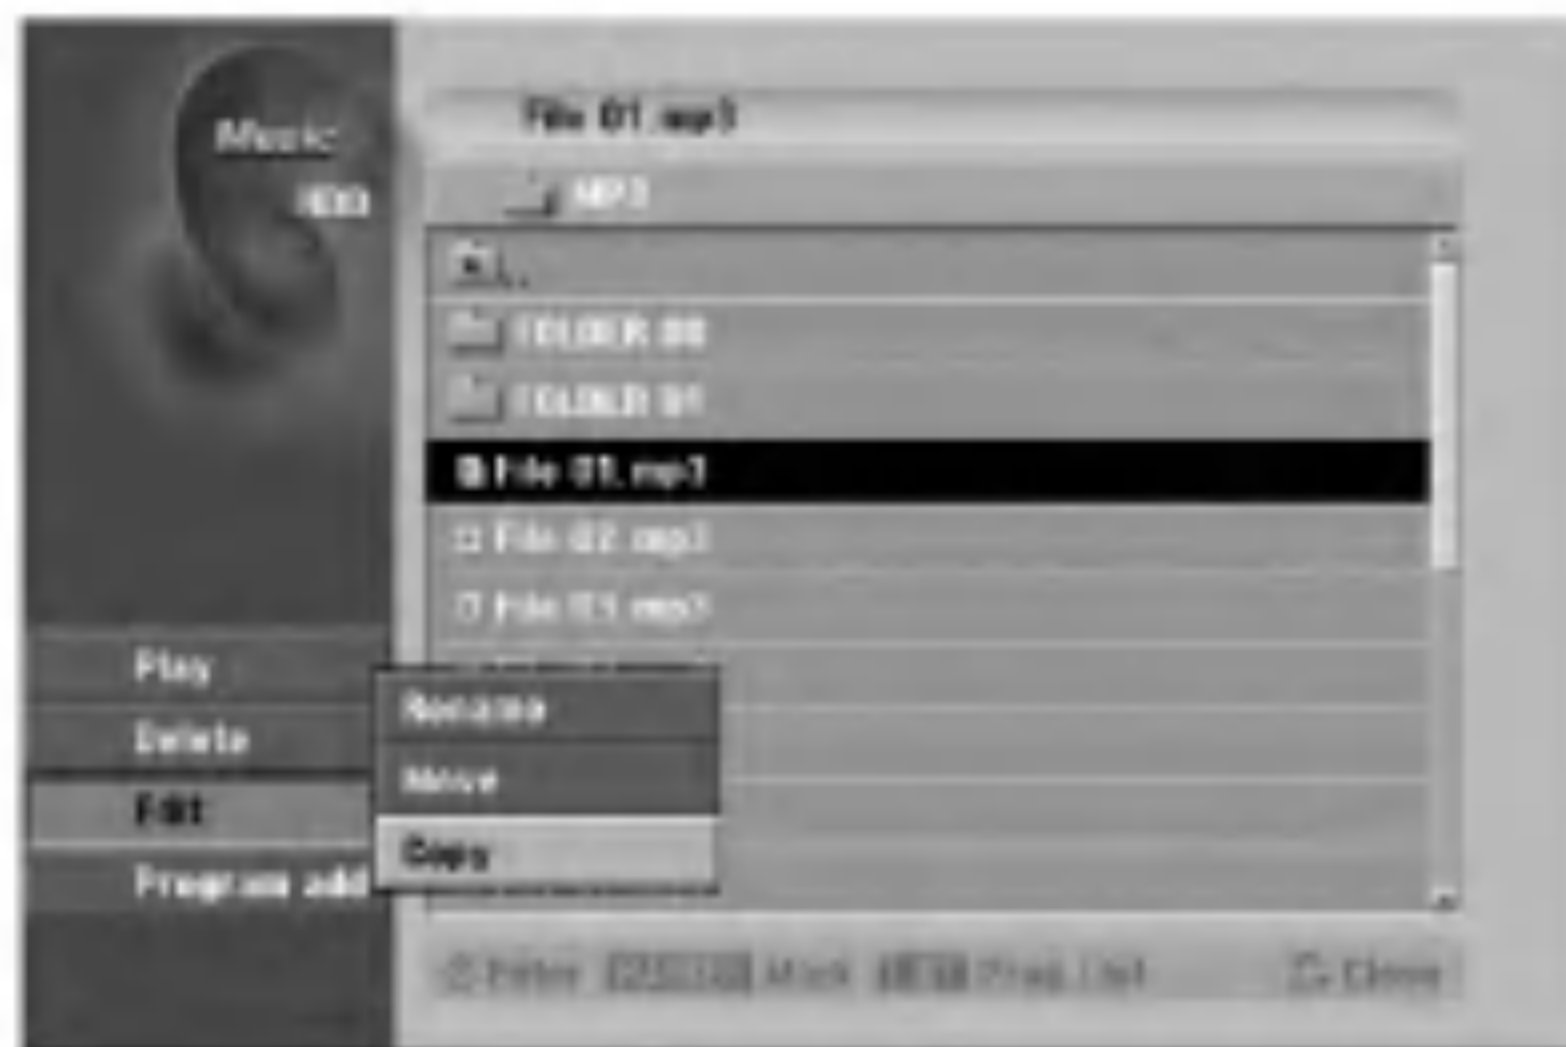 Music
HDD
File 01.mp3
MP3
..
FOLDER 00
FOLDER 01
File 01.mp3
File 02.mp3
File 03.mp3
Play
Delete
Edit
Program add
Rename
Move
Copy
Mark
Prog.List
Close